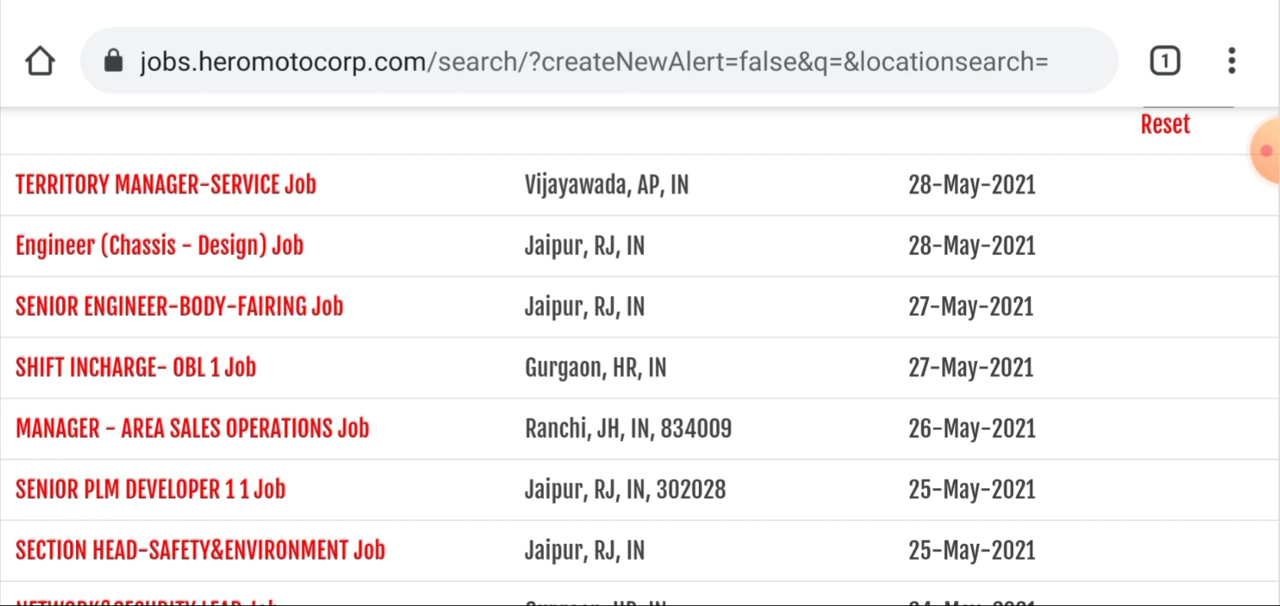 jobs.heromotocorp.com/search/?createNewAlert=false&q=&locationsearch=
1
Reset
TERRITORY MANAGER-SERVICE Job Vijayawada, AP, IN 28-May-2021
Engineer (Chassis - Design) Job Jaipur, RJ, IN 28-May-2021
SENIOR ENGINEER-BODY-FAIRING Job Jaipur, RJ, IN 27-May-2021
SHIFT INCHARGE- OBL 1 Job Gurgaon, HR, IN 27-May-2021
MANAGER - AREA SALES OPERATIONS Job Ranchi, JH, IN, 834009 26-May-2021
SENIOR PLM DEVELOPER 1 1 Job Jaipur, RJ, IN, 302028 25-May-2021
SECTION HEAD-SAFETY&ENVIRONMENT Job Jaipur, RJ, IN 25-May-2021